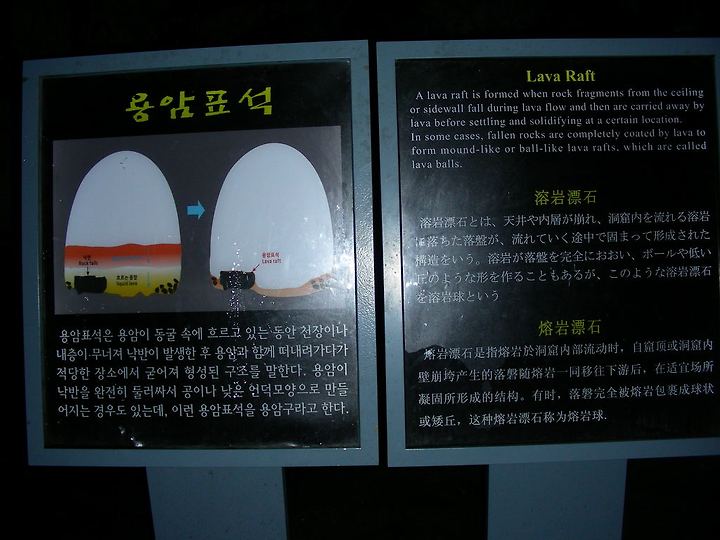 용암표석
낙반
Rock falls
흐르는 용암
liquid lava
용암표석
Lava raft
용암표석은 용암이 동굴 속에 흐르고 있는 동안 천장이나
내층이 무너져 낙반이 발생한 후 용암과 함께 떠내려가다가
적당한 장소에서 굳어져 형성된 구조를 말한다. 용암이
낙반을 완전히 둘러싸서 공이나 낮은 언덕모양으로 만들
어지는 경우도 있는데, 이런 용암표석을 용암구라고 한다.
Lava Raft
A lava raft is formed when rock fragments from the ceiling
or sidewall fall during lava flow and then are carried away by
lava before settling and solidifying at a certain location.
In some cases, fallen rocks are completely coated by lava to
form mound-like or ball-like lava rafts, which are called
lava balls.
溶岩漂石
溶岩漂石とは、天井や内層が崩れ、洞窟内を流れる溶岩
に落ちた落盤が、流れていく途中で固まって形成された
構造をいう。溶岩が落盤を完全におおい、ボールや低い
丘のような形を作ることもあるが、このような溶岩漂石
を溶岩球という
熔岩漂石
熔岩漂石是指熔岩於洞窟内部流动时，自窟顶或洞窟内
壁崩垮产生的落磐随熔岩一同移往下游后，在适宜场所
凝固所形成的结构。有时，落磐完全被熔岩包裹成球状
或矮丘，这种熔岩漂石称为熔岩球.